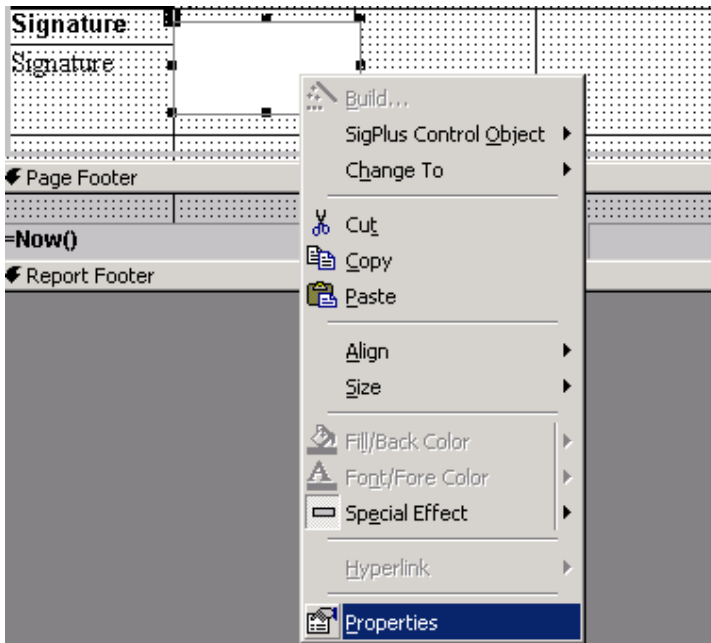 Signature
Signature
Build...
SigPlus Control Object
Change To
Page Footer
Cut
=Now()
Copy
Report Footer
Paste
Align
Size
Fill/Back Color
Font/Fore Color
Special Effect
Hyperlink
Properties